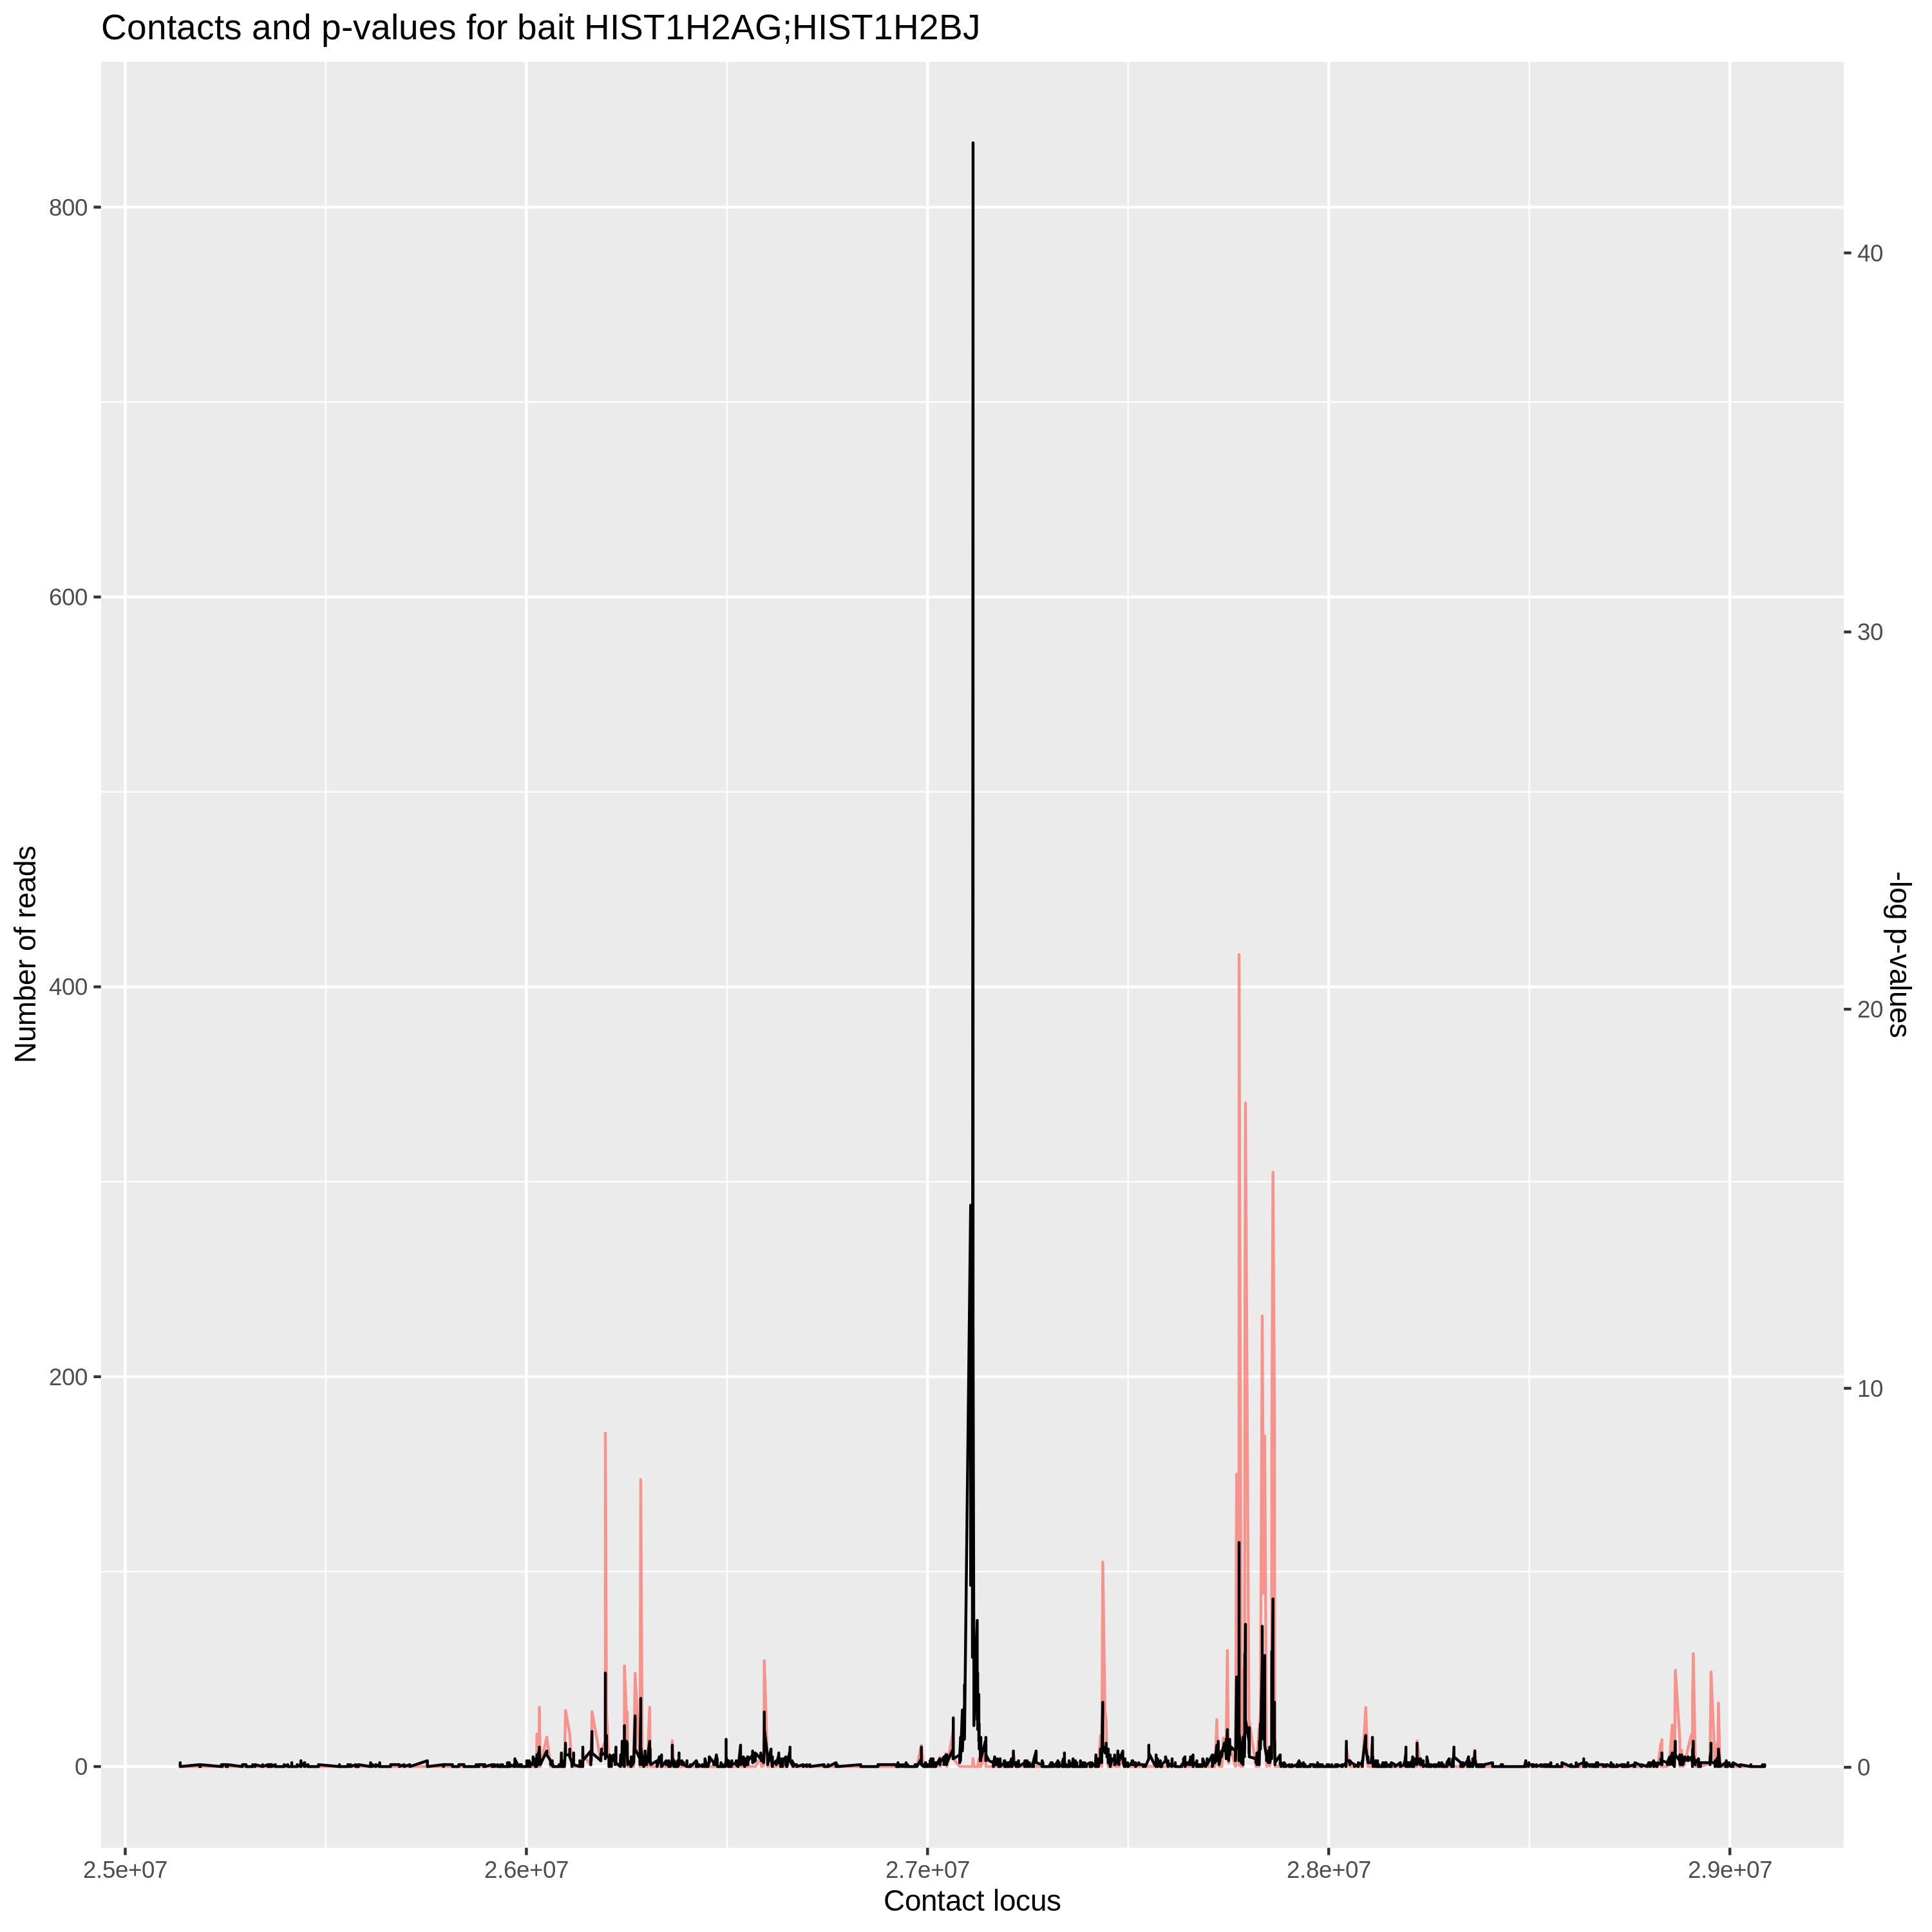 Contacts and p-values for bait HIST1H2AG;HIST1H2BJ
Number of reads
800
600
400
200
0
40
30
20
10
0
-log p-values
2.5e+07 2.6e+07 2.7e+07 2.8e+07 2.9e+07
Contact locus